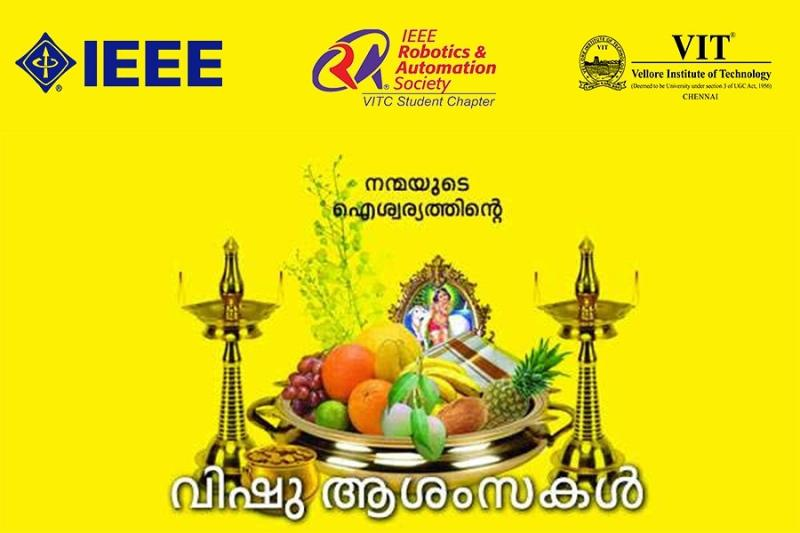 IEEE
IEEE
Robotics &
Automation
Society
VITC Student Chapter
VIT
Vellore Institute of Technology
(Deemed to be University under section 3 of UGC Act, 1956)
CHENNAI
നന്മയുടെ
ഐശ്വര്യത്തിന്റെ
വിഷു ആശംസകൾ